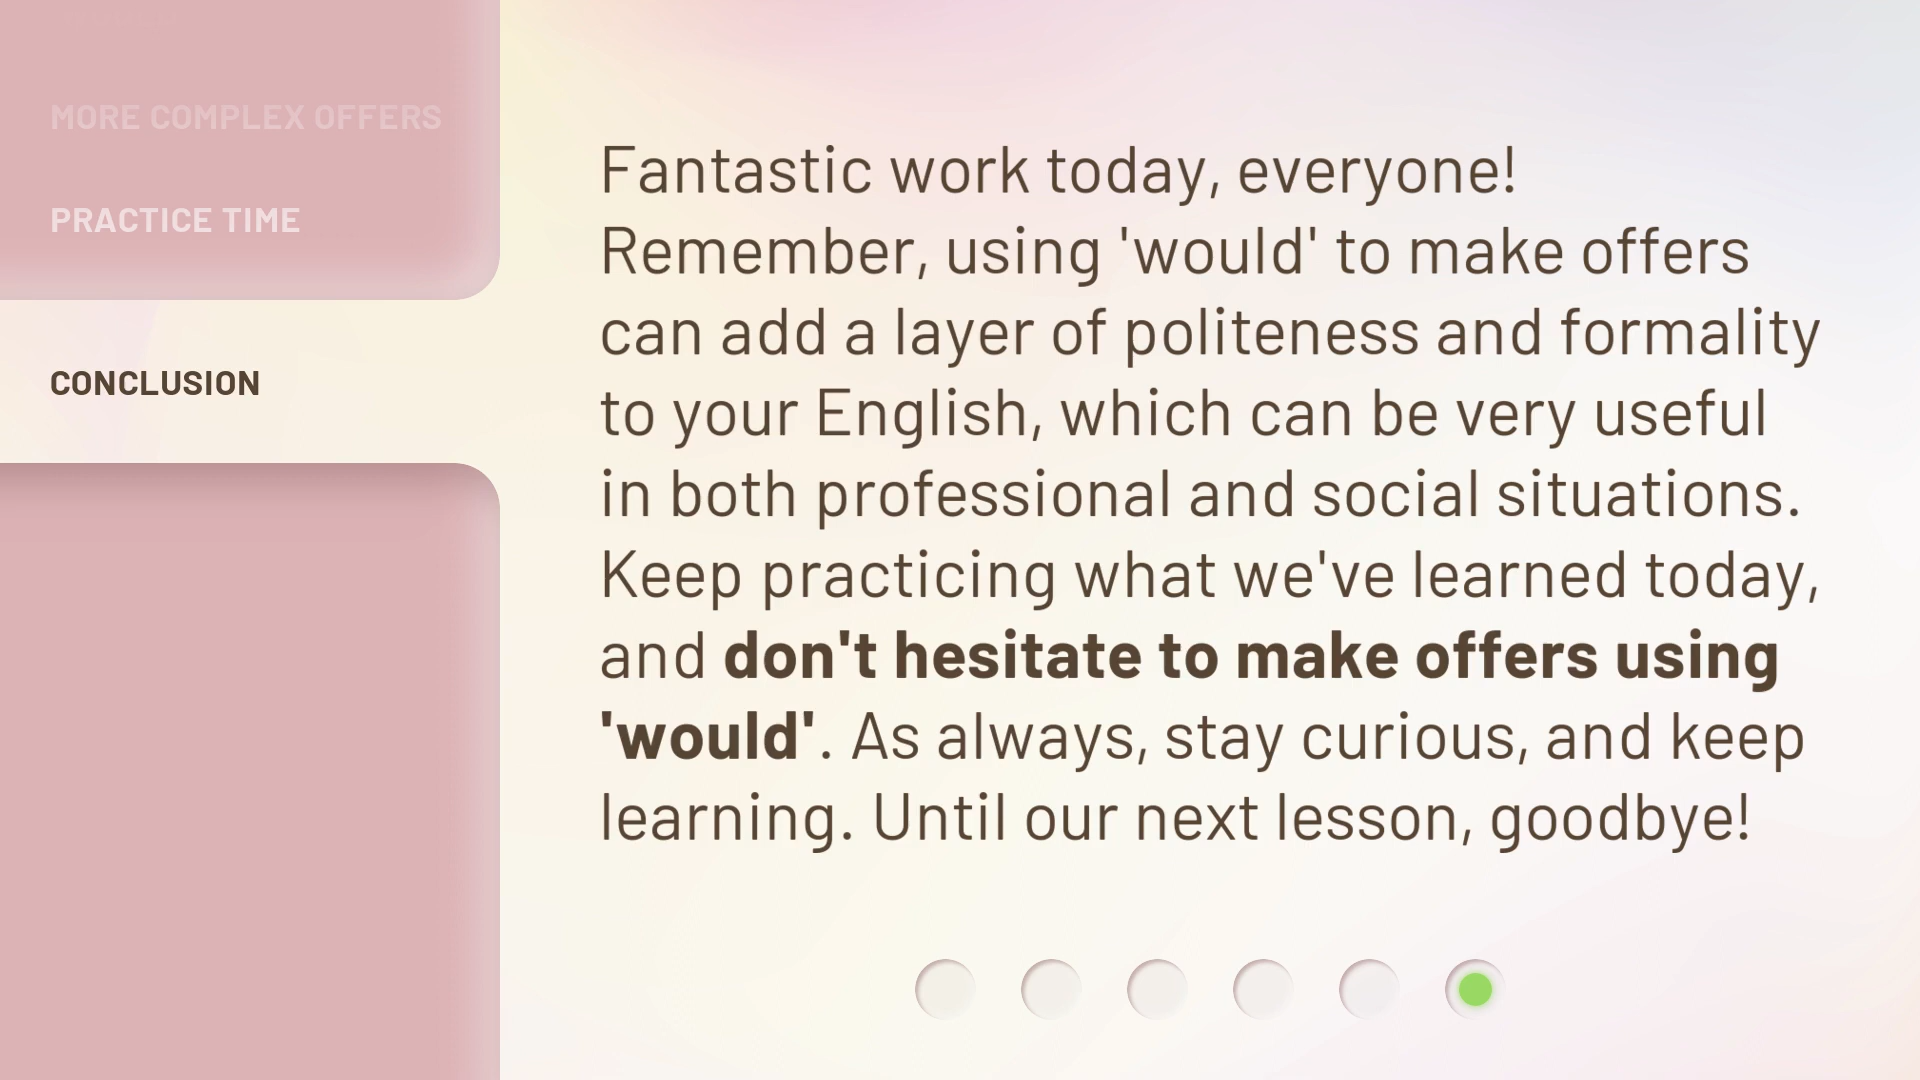 MORE COMPLEX OFFERS
PRACTICE TIME
CONCLUSION
Fantastic work today, everyone!
Remember, using 'would' to make offers
can add a layer of politeness and formality
to your English, which can be very useful
in both professional and social situations.
Keep practicing what we've learned today,
and don't hesitate to make offers using
'would'. As always, stay curious, and keep
learning. Until our next lesson, goodbye!